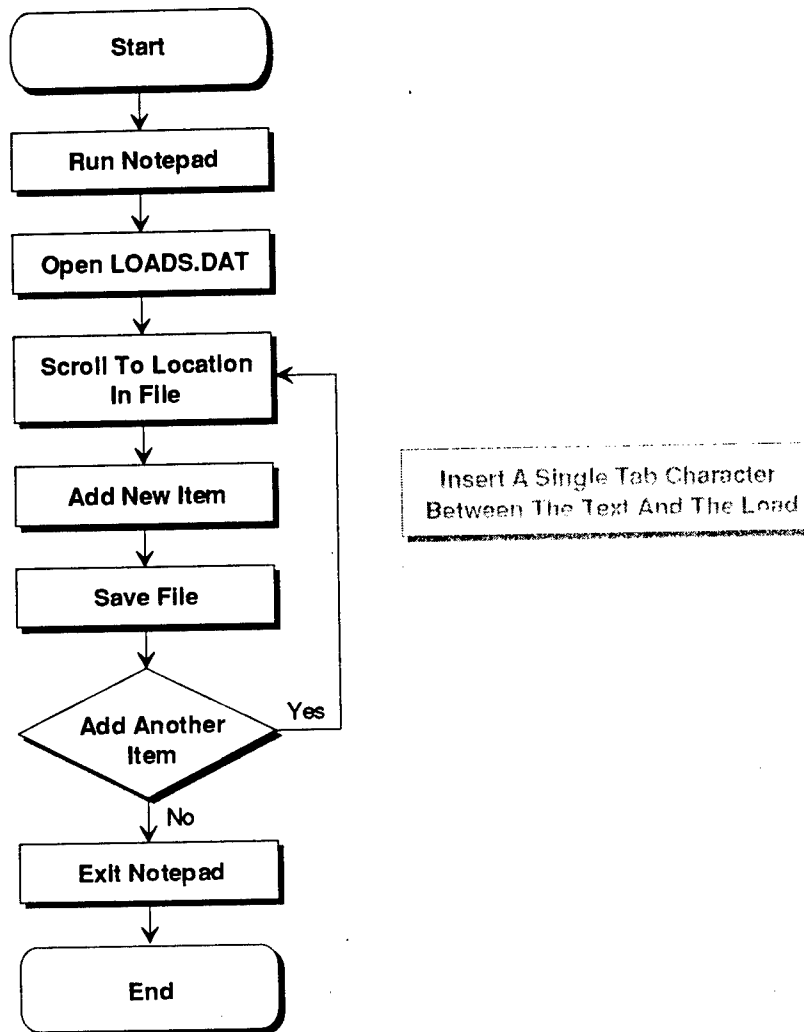 Start
Run Notepad
Open LOADS.DAT
Scroll To Location
In File
Add New Item
Insert A Single Tab Character
Between The Text And The Load
Save File
Add Another
Item
Yes
No
Exit Notepad
End